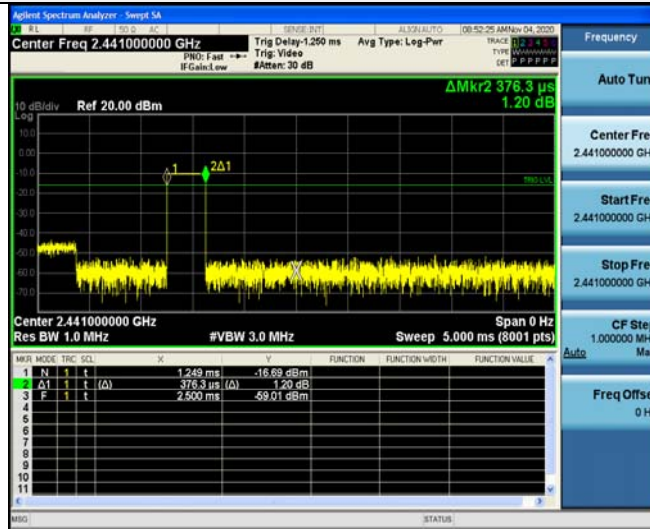 Agilent Spectrum Analyzer - Swept SA
RL RF 50 Ω AC SENSE:INT ALIGN AUTO 08:52:25 AM Nov 04, 2020
Center Freq 2.441000000 GHz
PNO: Fast
IFGain:Low
Trig Delay-1.250 ms
Trig: Video
#Atten: 30 dB
Avg Type: Log-Pwr
TRACE 1 2 3 4 5 6
TYPE
DET P P P P P P
ΔMkr2 376.3 µs
1.20 dB
10 dB/div Ref 20.00 dBm
Log
10.0
0.00
-10.0
-20.0
-30.0
-40.0
-50.0
-60.0
-70.0
1
2Δ1
TRIG LVL
Center 2.441000000 GHz Span 0 Hz
Res BW 1.0 MHz #VBW 3.0 MHz Sweep 5.000 ms (8001 pts)
MKR MODE TRC SCL X Y FUNCTION FUNCTION WIDTH FUNCTION VALUE
1 N 1 t 1.249 ms -16.69 dBm
2 Δ1 1 t (Δ) 376.3 µs (Δ) 1.20 dB
3 F 1 t 2.500 ms -59.01 dBm
4
5
6
7
8
9
10
11
MSG STATUS
Frequency
Auto Tun
Center Fre
2.441000000 GH
Start Fre
2.441000000 GH
Stop Fre
2.441000000 GH
CF Ste
1.000000 MH
Auto Ma
Freq Offse
0 H